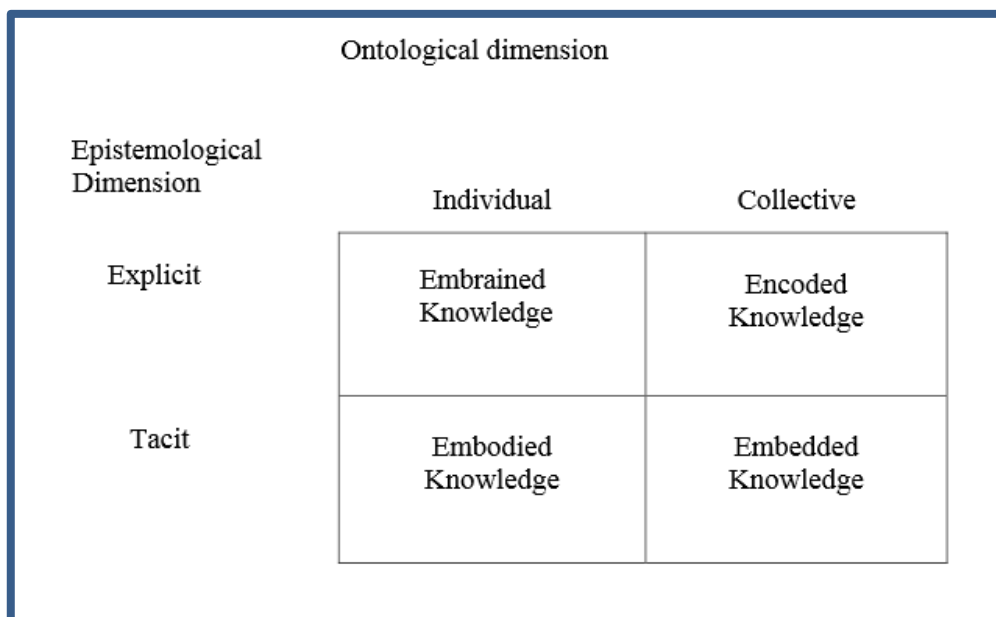 Ontological dimension
Epistemological
Dimension
Individual
Collective
Explicit
Embrained
Knowledge
Encoded
Knowledge
Tacit
Embodied
Knowledge
Embedded
Knowledge